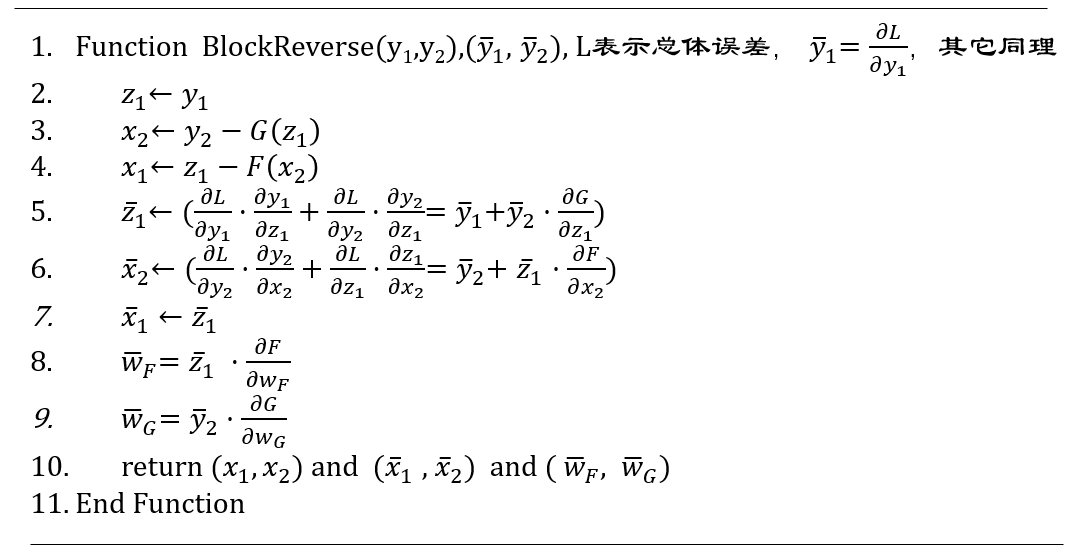 1. Function BlockReverse(y₁,y₂),(ȳ₁, ȳ₂), L表示总体误差, ȳ₁= ∂L/∂y₁, 其它同理
2. z₁← y₁
3. x₂← y₂ − G(z₁)
4. x₁← z₁ − F(x₂)
5. z̄₁← (∂L/∂y₁ · ∂y₁/∂z₁ + ∂L/∂y₂ · ∂y₂/∂z₁= ȳ₁+ȳ₂ · ∂G/∂z₁)
6. x̄₂← (∂L/∂y₂ · ∂y₂/∂x₂ + ∂L/∂z₁ · ∂z₁/∂x₂= ȳ₂+ z̄₁ · ∂F/∂x₂)
7. x̄₁ ← z̄₁
8. w̄_F= z̄₁ · ∂F/∂w_F
9. w̄_G= ȳ₂ · ∂G/∂w_G
10. return (x₁, x₂) and (x̄₁ , x̄₂) and ( w̄_F, w̄_G)
11. End Function